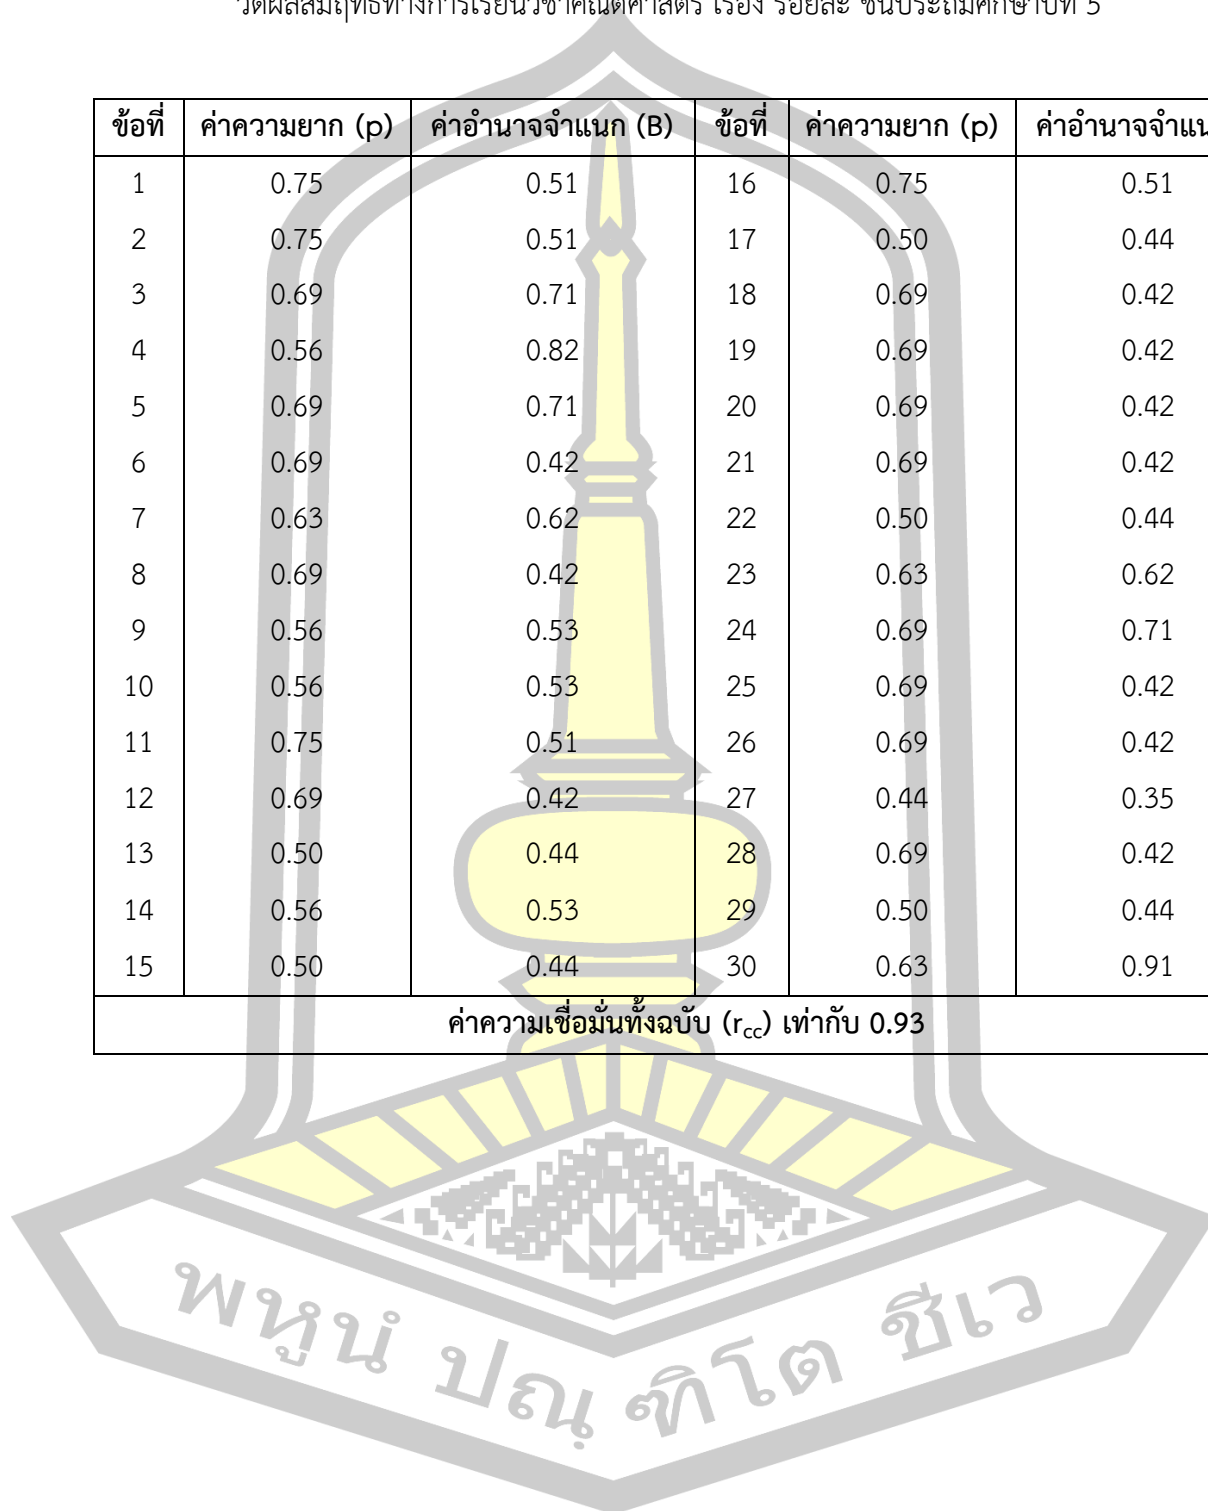 วัดผลสัมฤทธิ์ทางการเรียนวิชาคณิตศาสตร์ เรื่อง ร้อยละ ชั้นประถมศึกษาปีที่ 5
ข้อที่ ค่าความยาก (p) ค่าอำนาจจำแนก (B) ข้อที่ ค่าความยาก (p) ค่าอำนาจจำแน
1 0.75 0.51 16 0.75 0.51
2 0.75 0.51 17 0.50 0.44
3 0.69 0.71 18 0.69 0.42
4 0.56 0.82 19 0.69 0.42
5 0.69 0.71 20 0.69 0.42
6 0.69 0.42 21 0.69 0.42
7 0.63 0.62 22 0.50 0.44
8 0.69 0.42 23 0.63 0.62
9 0.56 0.53 24 0.69 0.71
10 0.56 0.53 25 0.69 0.42
11 0.75 0.51 26 0.69 0.42
12 0.69 0.42 27 0.44 0.35
13 0.50 0.44 28 0.69 0.42
14 0.56 0.53 29 0.50 0.44
15 0.50 0.44 30 0.63 0.91
ค่าความเชื่อมั่นทั้งฉบับ (rcc) เท่ากับ 0.93
พหูนํ ปณฺฑิโต ชีเว